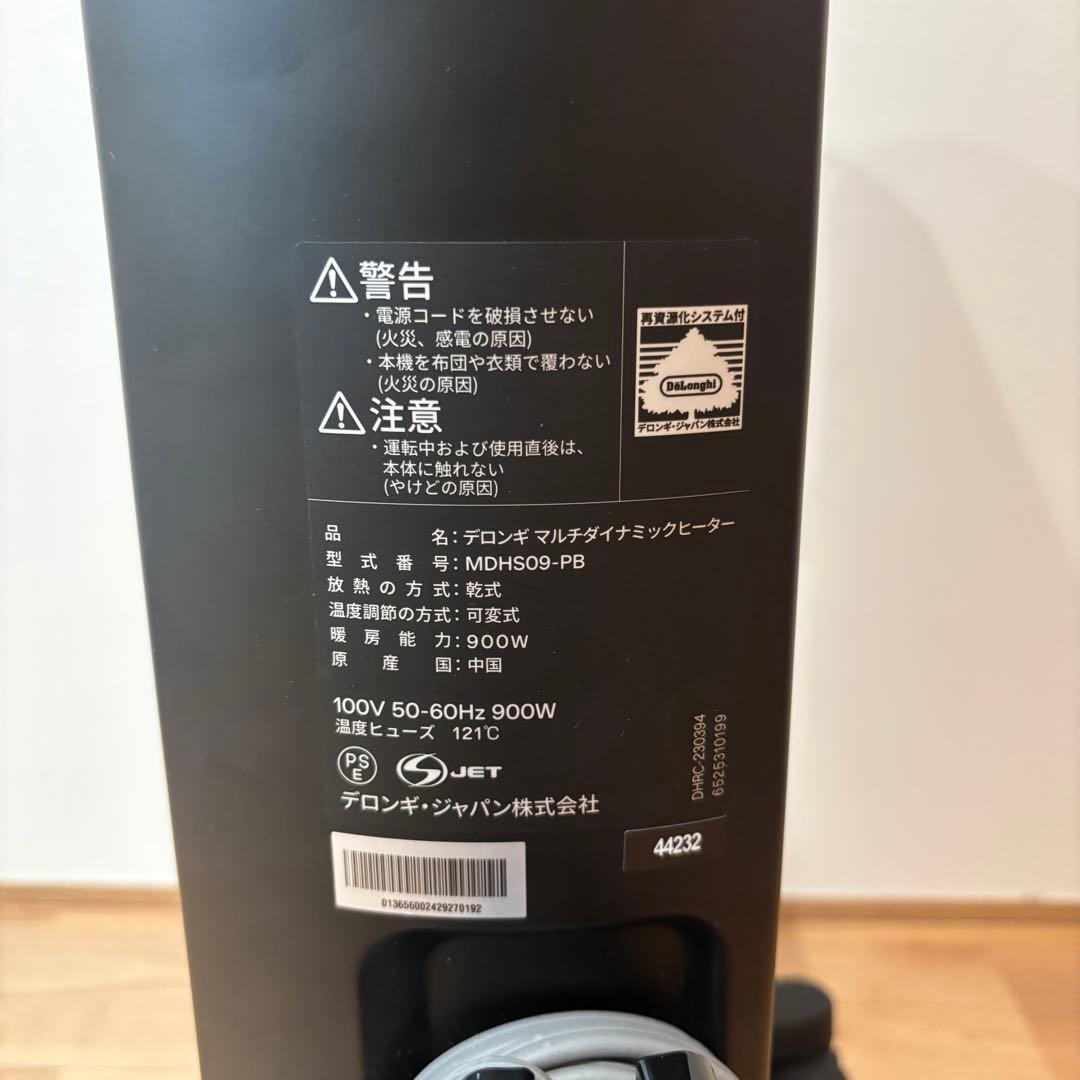 警告
・電源コードを破損させない
(火災、感電の原因)
・本機を布団や衣類で覆わない
(火災の原因)
注意
・運転中および使用直後は、
本体に触れない
(やけどの原因)
再資源化システム付
DeLonghi
デロンギ・ジャパン株式会社
品名:デロンギ マルチダイナミックヒーター
型式番号:MDHS09-PB
放熱の方式:乾式
温度調節の方式:可変式
暖房能力:900W
原産国:中国
100V 50-60Hz 900W
温度ヒューズ 121℃
PS
E
JET
デロンギ・ジャパン株式会社
DHRC-230394
6525310199
44232
013656002429270192